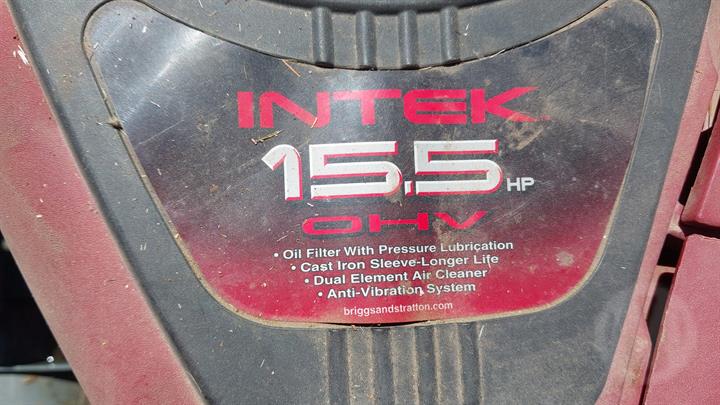 INTEK
15.5 HP
OHV
• Oil Filter With Pressure Lubrication
• Cast Iron Sleeve-Longer Life
• Dual Element Air Cleaner
• Anti-Vibration System
briggsandstratton.com